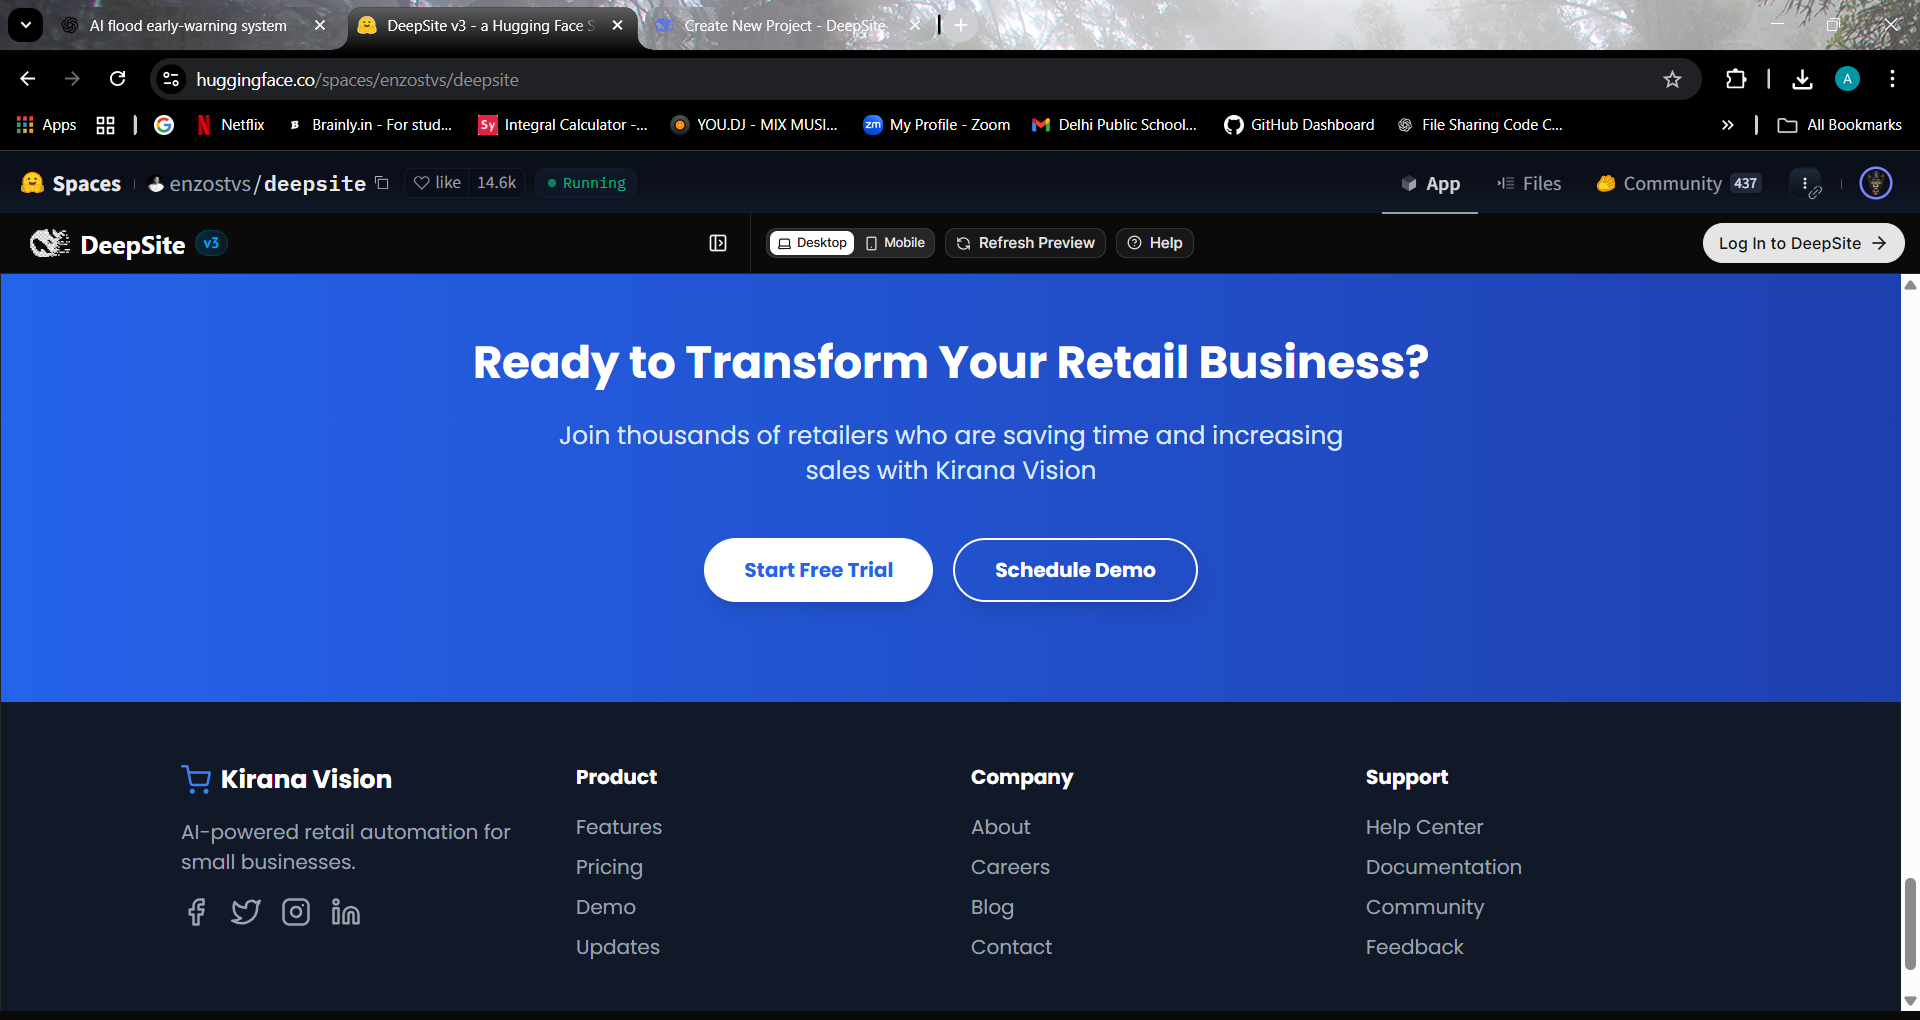 AI flood early-warning system
DeepSite v3 - a Hugging Face S
Create New Project - DeepSite
huggingface.co/spaces/enzostvs/deepsite
A
Apps
Netflix
B Brainly.in - For stud...
Sy Integral Calculator -...
YOU.DJ - MIX MUSI...
zm My Profile - Zoom
Delhi Public School...
GitHub Dashboard
File Sharing Code C...
All Bookmarks
Spaces
enzostvs/deepsite
like 14.6k
Running
App
Files
Community 437
DeepSite v3
Desktop
Mobile
Refresh Preview
Help
Log In to DeepSite
Ready to Transform Your Retail Business?
Join thousands of retailers who are saving time and increasing
sales with Kirana Vision
Start Free Trial
Schedule Demo
Kirana Vision
AI-powered retail automation for
small businesses.
Product
Features
Pricing
Demo
Updates
Company
About
Careers
Blog
Contact
Support
Help Center
Documentation
Community
Feedback